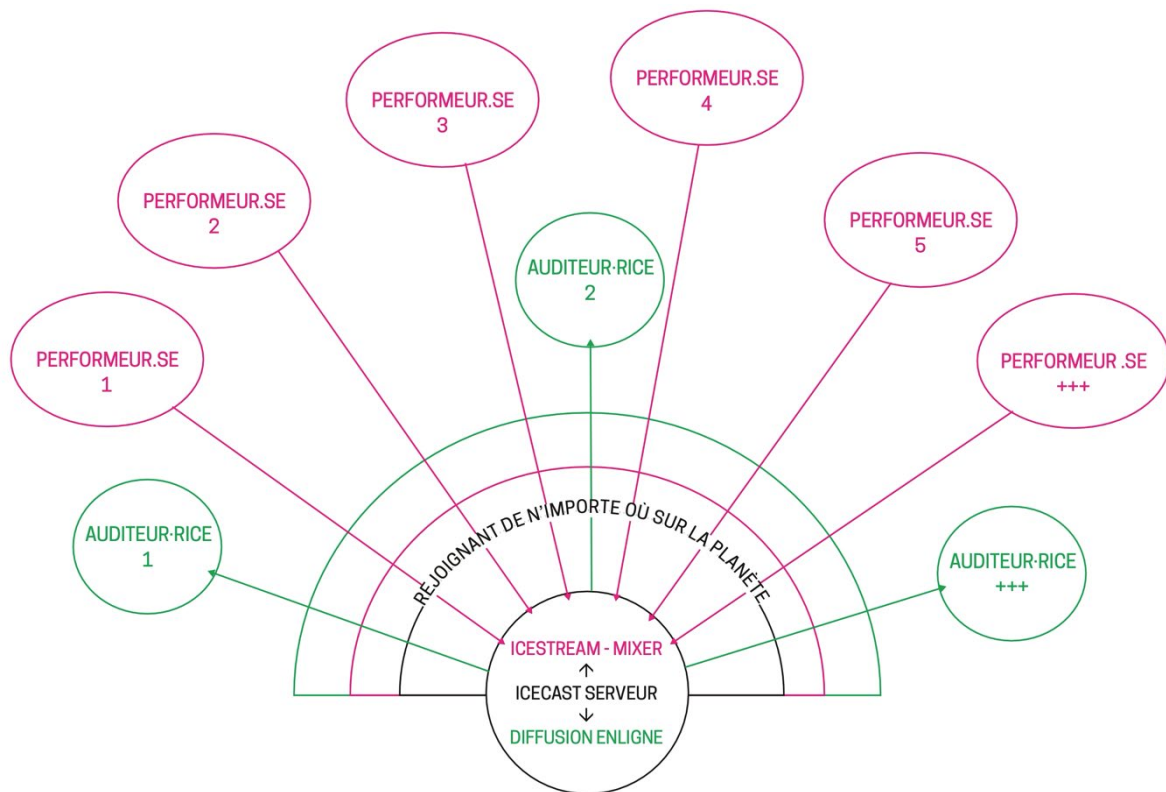 PERFORMEUR.SE
4
PERFORMEUR.SE
3
PERFORMEUR.SE
2
PERFORMEUR.SE
5
AUDITEUR·RICE
2
PERFORMEUR.SE
1
PERFORMEUR .SE
+++
AUDITEUR·RICE
1
REJOIGNANT DE N'IMPORTE OÙ SUR LA PLANÈTE
AUDITEUR·RICE
+++
ICESTREAM - MIXER
↑
ICECAST SERVEUR
↓
DIFFUSION ENLIGNE